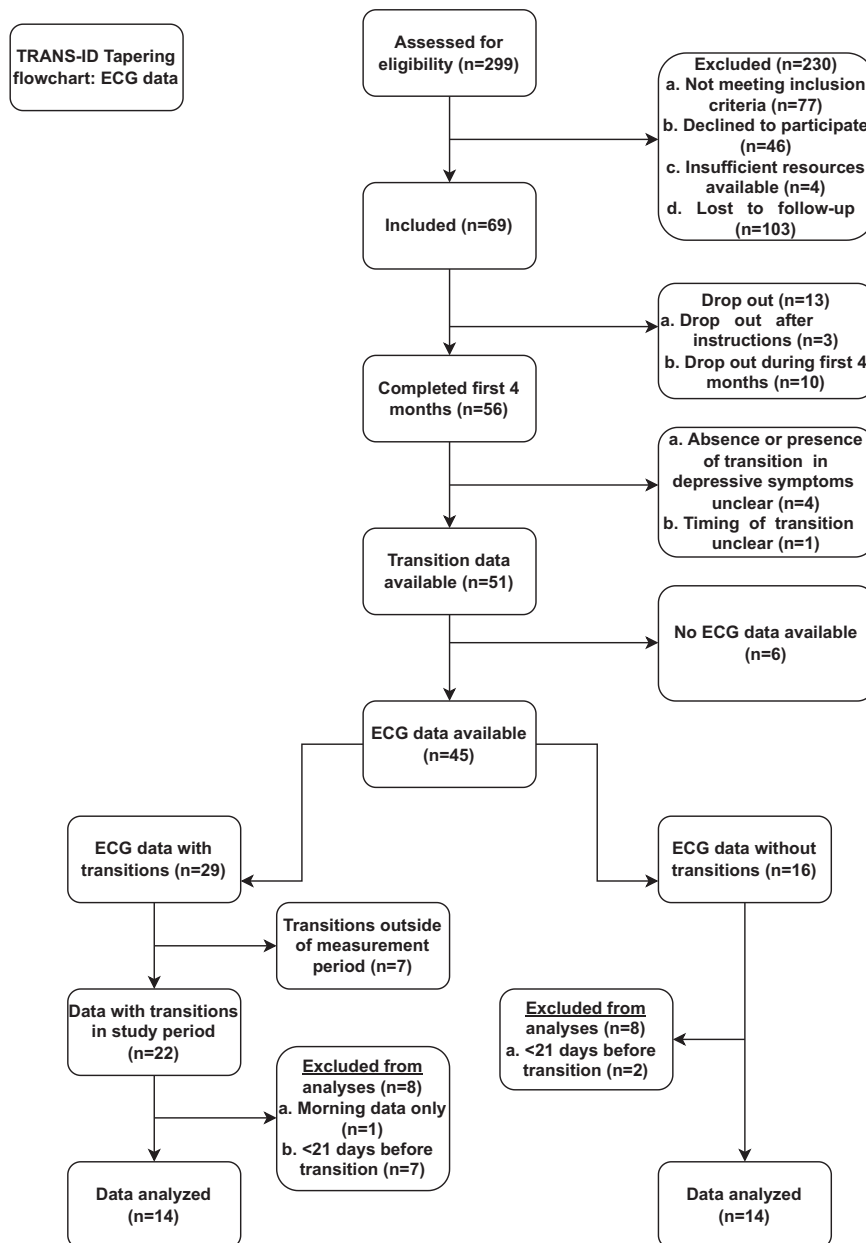 TRANS-ID Tapering
flowchart: ECG data
Assessed for
eligibility (n=299)
Excluded (n=230)
a. Not meeting inclusion
criteria (n=77)
b. Declined to participate
(n=46)
c. Insufficient resources
available (n=4)
d. Lost to follow-up
(n=103)
Included (n=69)
Drop out (n=13)
a. Drop out after
instructions (n=3)
b. Drop out during first 4
months (n=10)
Completed first 4
months (n=56)
a. Absence or presence
of transition in
depressive symptoms
unclear (n=4)
b. Timing of transition
unclear (n=1)
Transition data
available (n=51)
No ECG data available
(n=6)
ECG data available
(n=45)
ECG data with
transitions (n=29)
ECG data without
transitions (n=16)
Transitions outside
of measurement
period (n=7)
Data with transitions
in study period
(n=22)
Excluded from
analyses (n=8)
a. <21 days before
transition (n=2)
Excluded from
analyses (n=8)
a. Morning data only
(n=1)
b. <21 days before
transition (n=7)
Data analyzed
(n=14)
Data analyzed
(n=14)